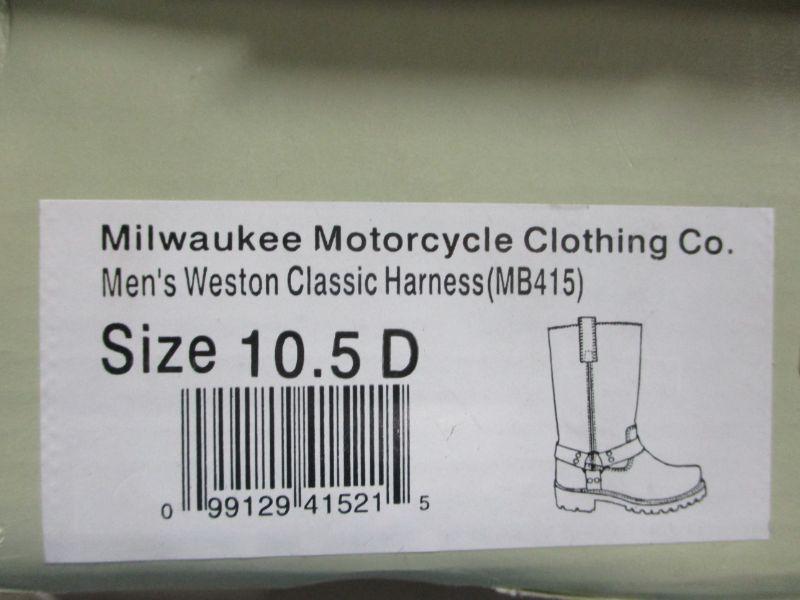 Milwaukee Motorcycle Clothing Co.
Men's Weston Classic Harness(MB415)
Size 10.5 D
0 99129 41521 5